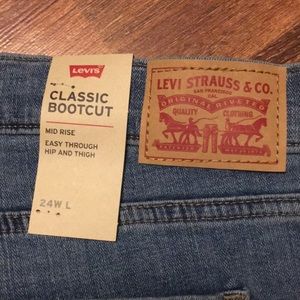 Levi's
CLASSIC
BOOTCUT
MID RISE
EASY THROUGH
HIP AND THIGH
24W L
LEVI STRAUSS & CO.
SAN FRANCISCO
CAL
ORIGINAL RIVETED
QUALITY CLOTHING